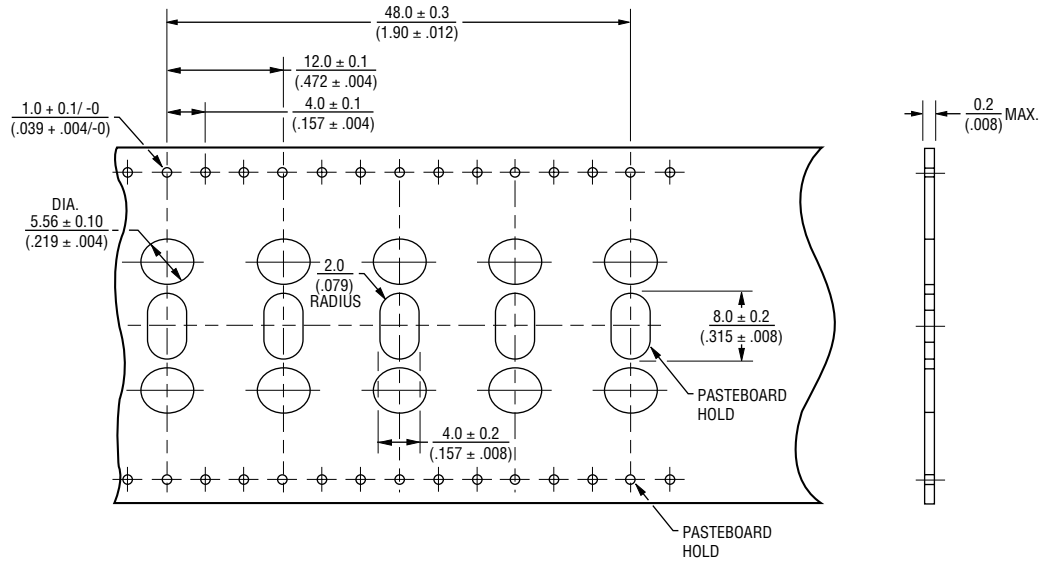 48.0 ± 0.3
(1.90 ± .012)
12.0 ± 0.1
(.472 ± .004)
4.0 ± 0.1
(.157 ± .004)
1.0 + 0.1/ -0
(.039 + .004/-0)
0.2
(.008)
MAX.
DIA.
5.56 ± 0.10
(.219 ± .004)
2.0
(.079)
RADIUS
8.0 ± 0.2
(.315 ± .008)
PASTEBOARD
HOLD
4.0 ± 0.2
(.157 ± .008)
PASTEBOARD
HOLD